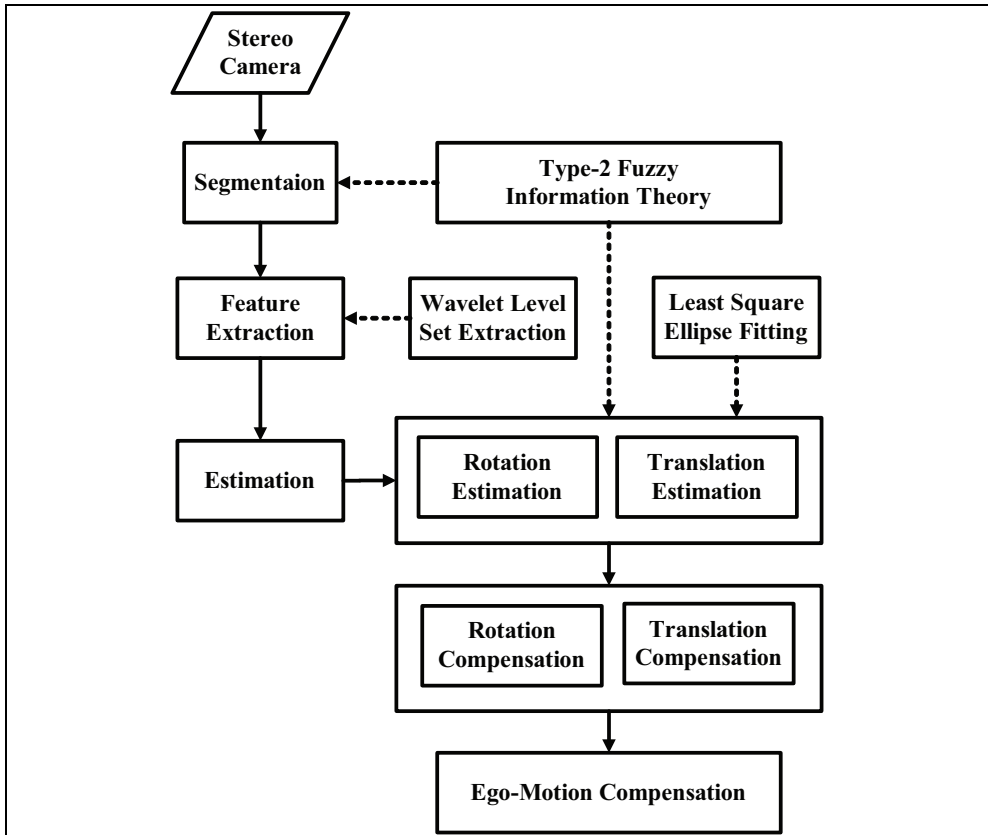 Stereo
Camera
Segmentaion
Type-2 Fuzzy
Information Theory
Feature
Extraction
Wavelet Level
Set Extraction
Least Square
Ellipse Fitting
Estimation
Rotation
Estimation
Translation
Estimation
Rotation
Compensation
Translation
Compensation
Ego-Motion Compensation